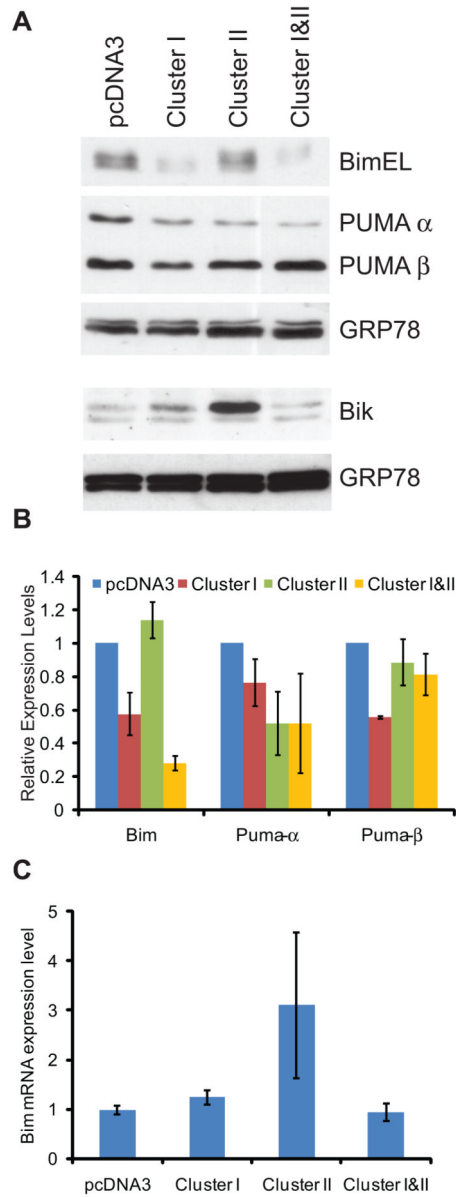 A
pcDNA3
Cluster I
Cluster II
Cluster I&II
BimEL
PUMA α
PUMA β
GRP78
Bik
GRP78
B
pcDNA3 Cluster I Cluster II Cluster I&II
Relative Expression Levels
1.4
1.2
1
0.8
0.6
0.4
0.2
0
Bim Puma-α Puma-β
C
Bim mRNA expression level
5
4
3
2
1
0
pcDNA3 Cluster I Cluster II Cluster I&II